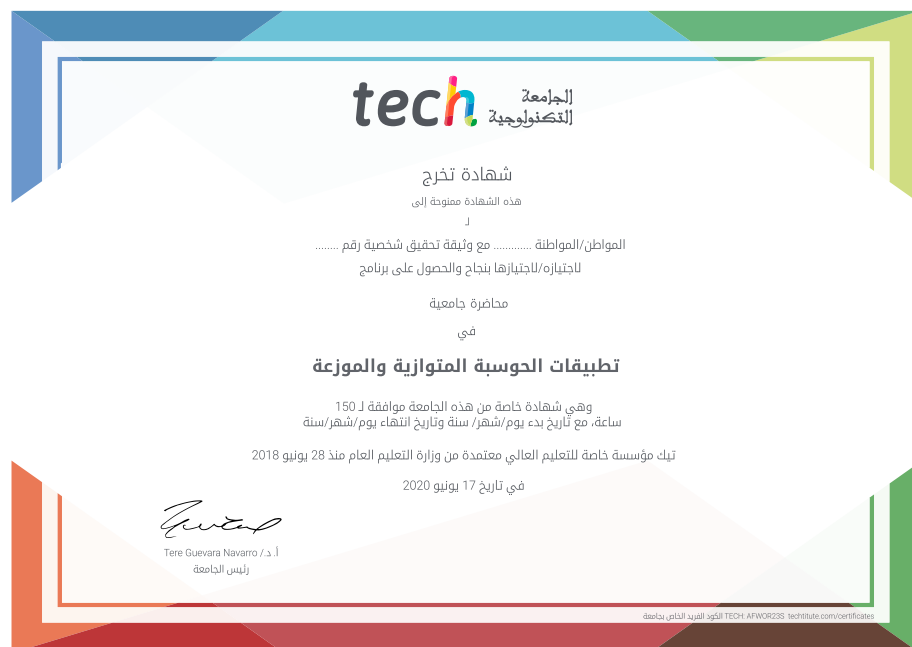 tech
الجامعة
التكنولوجية
شهادة تخرج
هذه الشهادة ممنوحة إلى
لـ
المواطن/المواطنة ............. مع وثيقة تحقيق شخصية رقم ........
لاجتيازه/لاجتيازها بنجاح والحصول على برنامج
محاضرة جامعية
في
تطبيقات الحوسبة المتوازية والموزعة
وهي شهادة خاصة من هذه الجامعة موافقة لـ 150
ساعة، مع تاريخ بدء يوم/شهر/ سنة وتاريخ انتهاء يوم/شهر/سنة
تيك مؤسسة خاصة للتعليم العالي معتمدة من وزارة التعليم العام منذ 28 يونيو 2018
في تاريخ 17 يونيو 2020
أ. د./ Tere Guevara Navarro
رئيس الجامعة
الكود الفريد الخاص بجامعة TECH: AFWOR23S techtitute.com/certificates